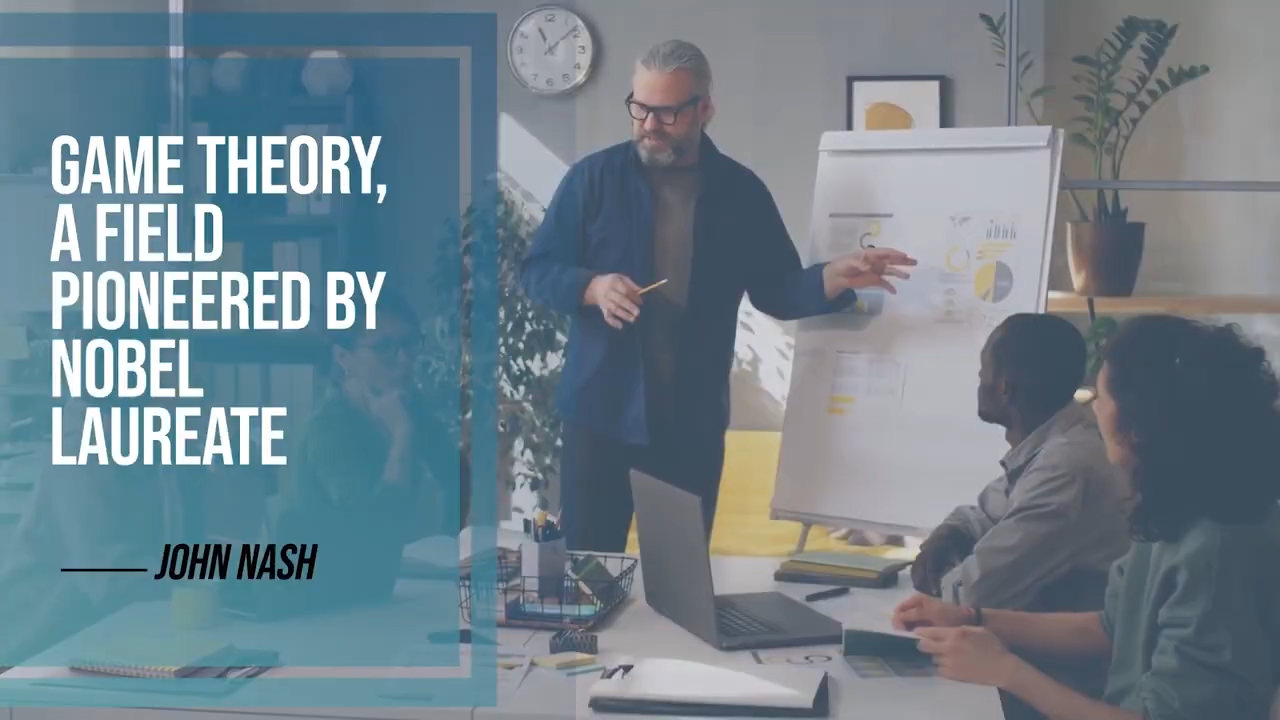 GAME THEORY,
A FIELD
PIONEERED BY
NOBEL
LAUREATE
JOHN NASH